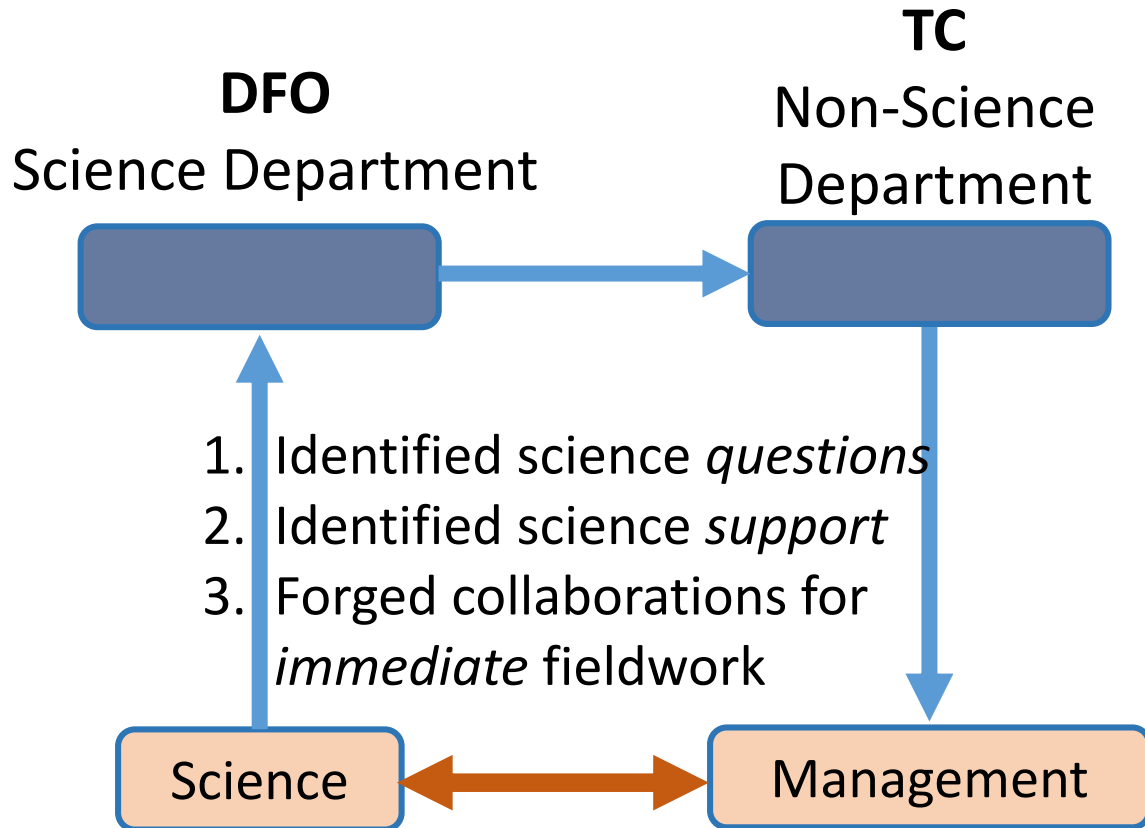 DFO
Science Department
TC
Non-Science
Department
1. Identified science questions
2. Identified science support
3. Forged collaborations for
immediate fieldwork
Science
Management